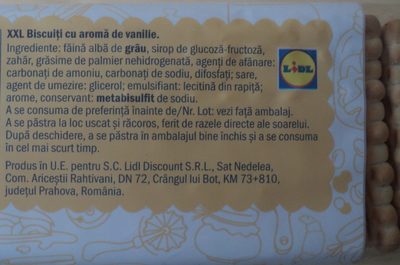 XXL Biscuiți cu aromă de vanilie.
Ingrediente: făină albă de grâu, sirop de glucoză-fructoză,
zahăr, grăsime de palmier nehidrogenată, agenți de afânare:
carbonați de amoniu, carbonați de sodiu, difosfați; sare,
agent de umezire: glicerol; emulsifiant: lecitină din rapiță;
arome, conservant: metabisulfit de sodiu.
A se consuma de preferință înainte de/Nr. Lot: vezi față ambalaj.
A se păstra la loc uscat și răcoros, ferit de razele directe ale soarelui.
După deschidere, a se păstra în ambalajul bine închis și a se consuma
în cel mai scurt timp.
Produs în U.E. pentru S.C. Lidl Discount S.R.L., Sat Nedelea,
Com. Ariceștii Rahtivani, DN 72, Crângul lui Bot, KM 73+810,
județul Prahova, România.
LIDL